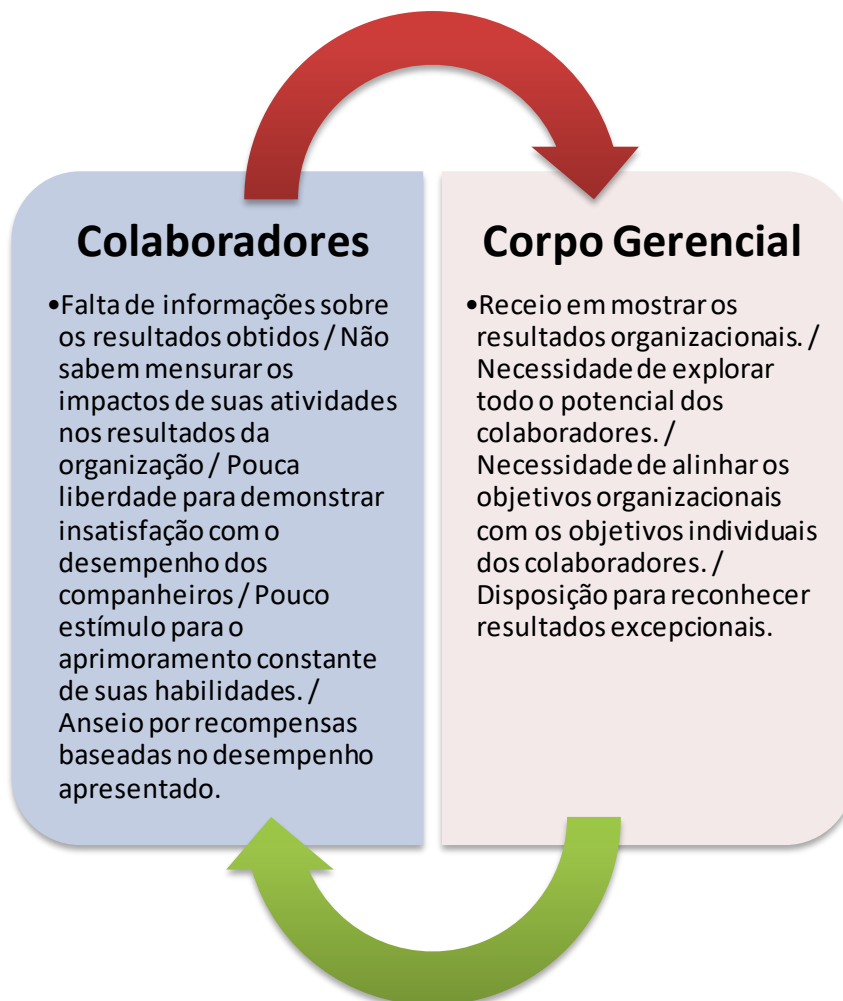 Colaboradores
•Falta de informações sobre
os resultados obtidos / Não
sabem mensurar os
impactos de suas atividades
nos resultados da
organização / Pouca
liberdade para demonstrar
insatisfação com o
desempenho dos
companheiros / Pouco
estímulo para o
aprimoramento constante
de suas habilidades. /
Anseio por recompensas
baseadas no desempenho
apresentado.
Corpo Gerencial
•Receio em mostrar os
resultados organizacionais. /
Necessidade de explorar
todo o potencial dos
colaboradores. /
Necessidade de alinhar os
objetivos organizacionais
com os objetivos individuais
dos colaboradores. /
Disposição para reconhecer
resultados excepcionais.